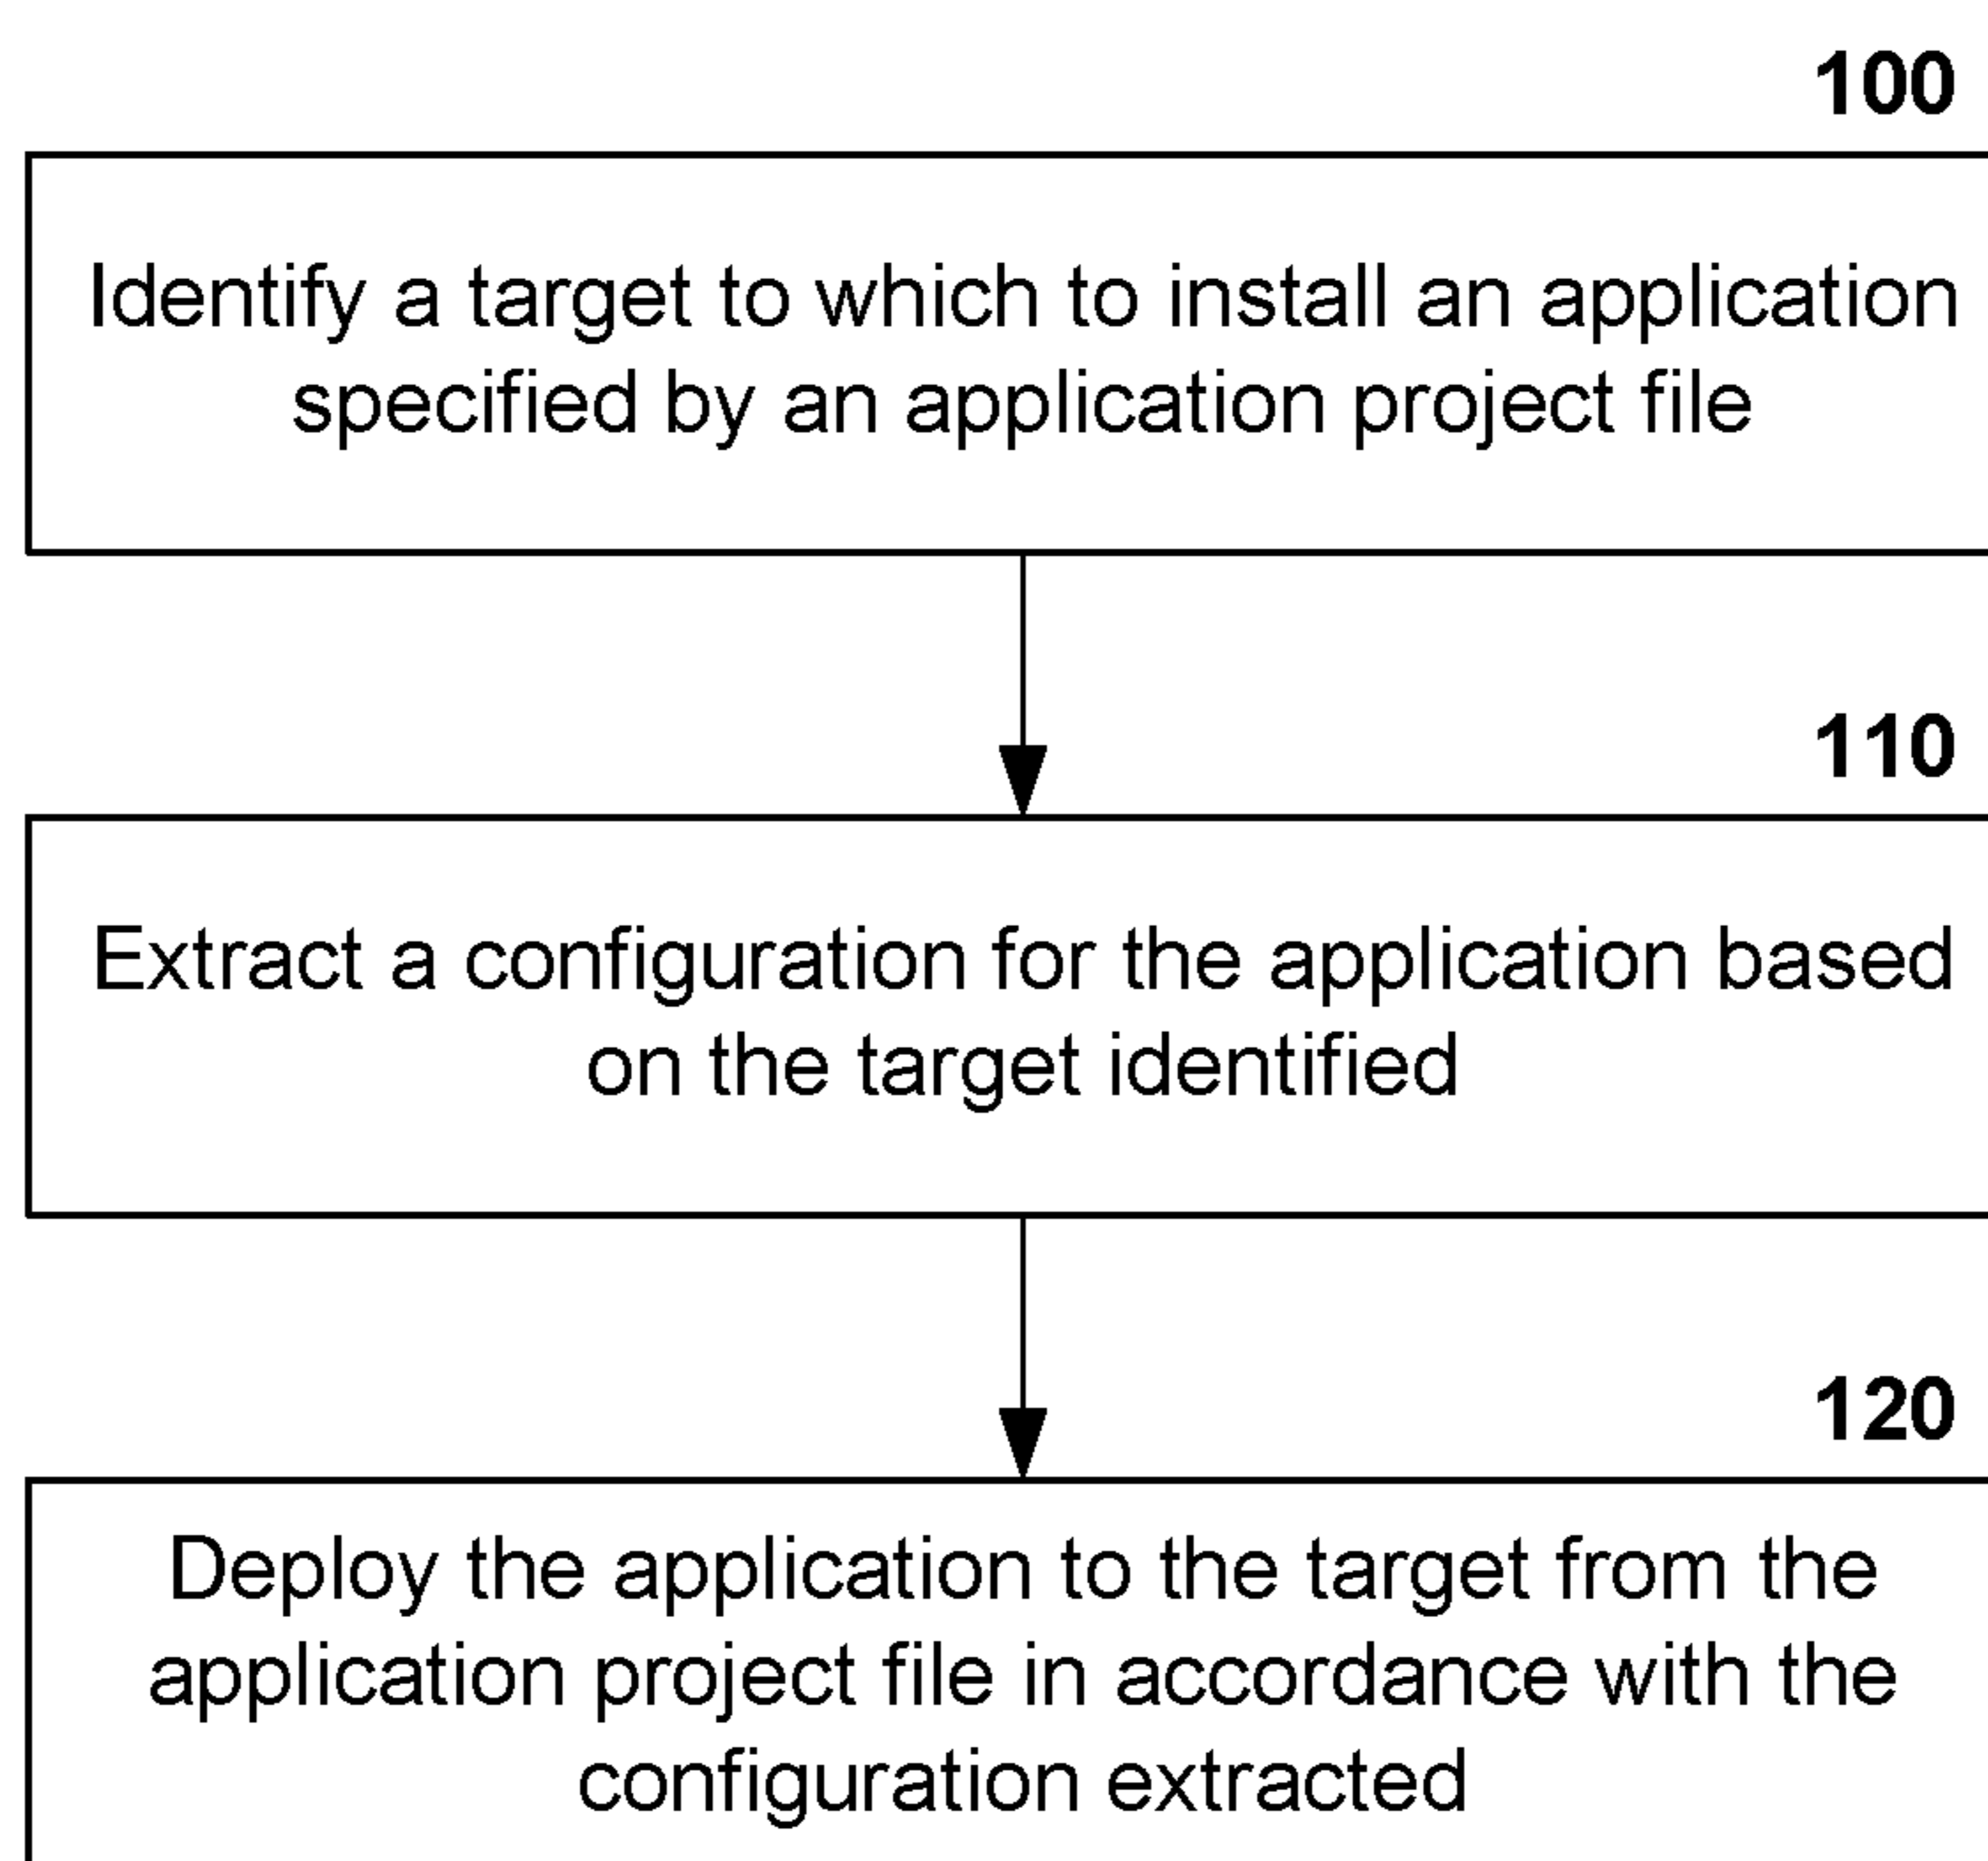 100
Identify a target to which to install an application
specified by an application project file
110
Extract a configuration for the application based
on the target identified
120
Deploy the application to the target from the
application project file in accordance with the
configuration extracted